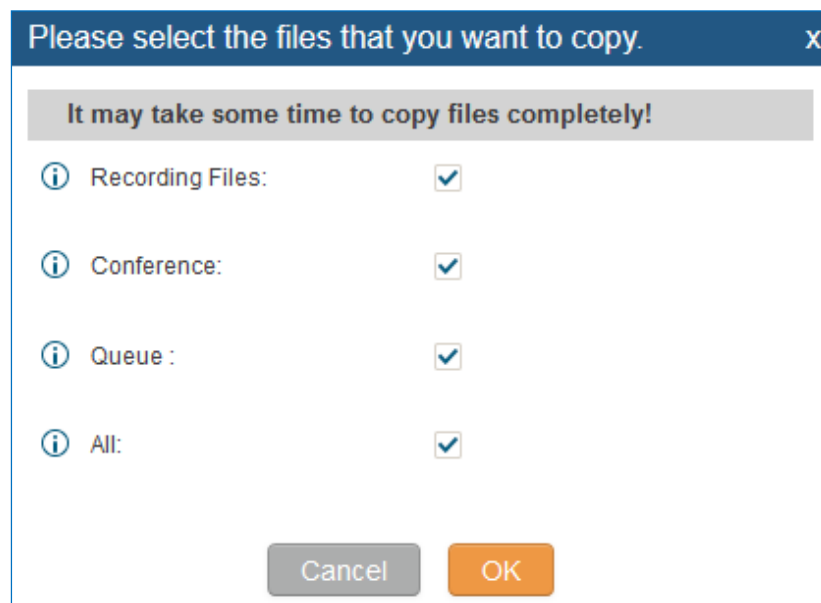 Please select the files that you want to copy. x
It may take some time to copy files completely!
Recording Files:
Conference:
Queue :
All:
Cancel OK